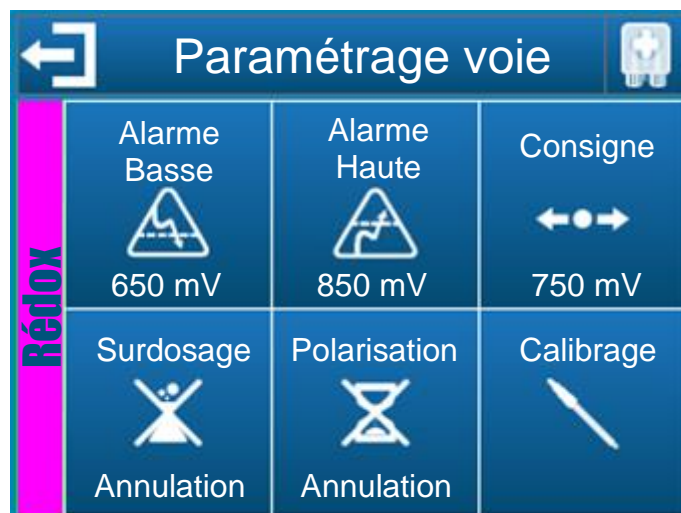 Paramétrage voie
Rédox
Alarme
Basse
650 mV
Alarme
Haute
850 mV
Consigne
750 mV
Surdosage
Annulation
Polarisation
Annulation
Calibrage